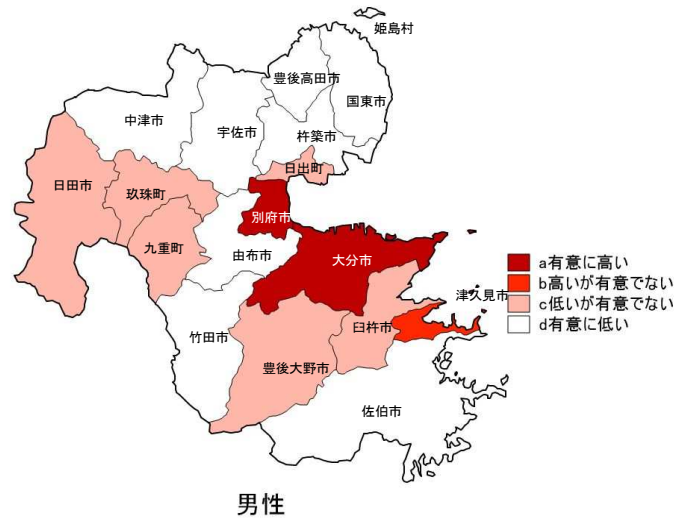 姫島村
豊後高田市
国東市
中津市
宇佐市
杵築市
日出町
日田市
玖珠町
別府市
九重町
由布市
大分市
a有意に高い
b高いが有意でない
c低いが有意でない
d有意に低い
津久見市
臼杵市
竹田市
豊後大野市
佐伯市
男性